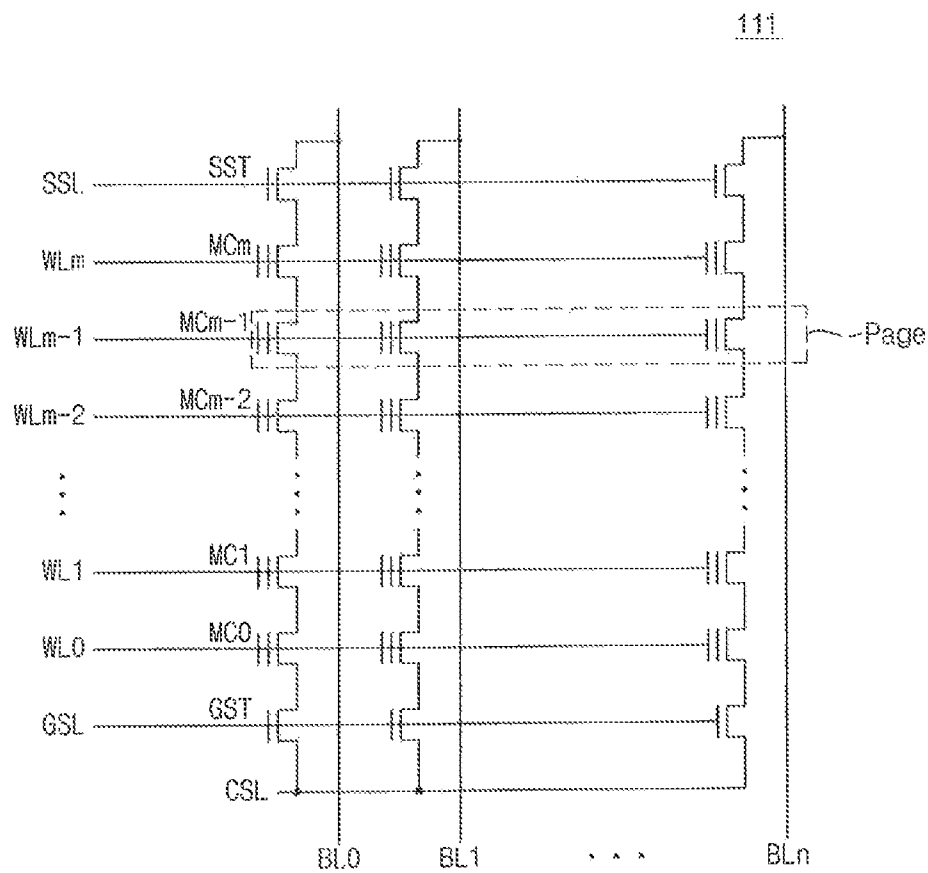 111
SSL SST
WLm MCm
WLm-1 MCm-1 Page
WLm-2 MCm-2
WL1 MC1
WL0 MC0
GSL GST
CSL
BL0 BL1 ... BLn